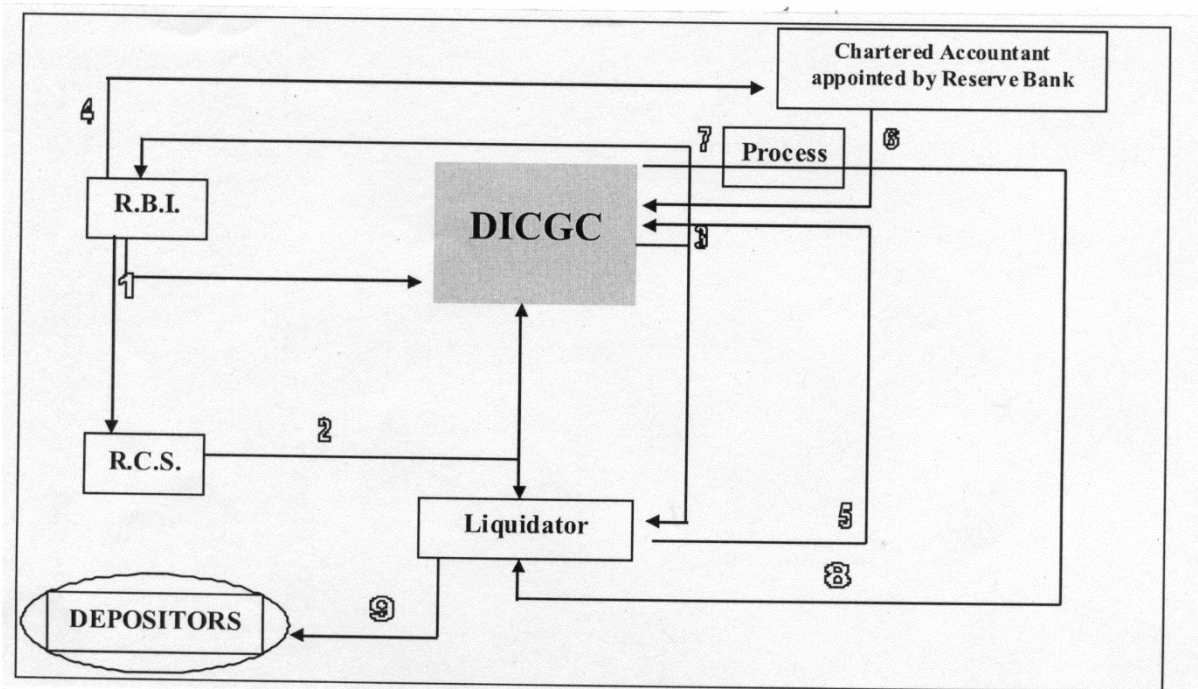 Chartered Accountant
appointed by Reserve Bank
4
7
Process
6
R.B.I.
DICGC
3
1
2
R.C.S.
Liquidator
5
8
DEPOSITORS
9